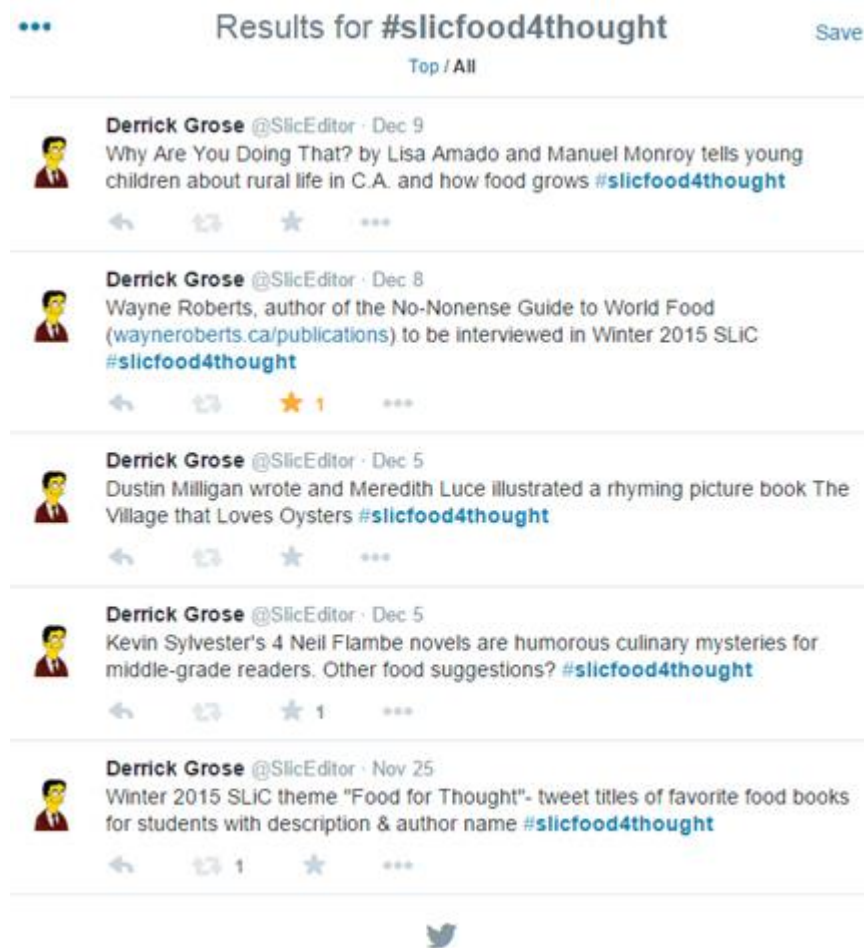 Results for #slicfood4thought
Save
Top / All
Derrick Grose @SlicEditor · Dec 9
Why Are You Doing That? by Lisa Amado and Manuel Monroy tells young
children about rural life in C.A. and how food grows #slicfood4thought
Derrick Grose @SlicEditor · Dec 8
Wayne Roberts, author of the No-Nonense Guide to World Food
(wayneroberts.ca/publications) to be interviewed in Winter 2015 SLiC
#slicfood4thought
1
Derrick Grose @SlicEditor · Dec 5
Dustin Milligan wrote and Meredith Luce illustrated a rhyming picture book The
Village that Loves Oysters #slicfood4thought
Derrick Grose @SlicEditor · Dec 5
Kevin Sylvester's 4 Neil Flambe novels are humorous culinary mysteries for
middle-grade readers. Other food suggestions? #slicfood4thought
1
Derrick Grose @SlicEditor · Nov 25
Winter 2015 SLiC theme "Food for Thought"- tweet titles of favorite food books
for students with description & author name #slicfood4thought
1